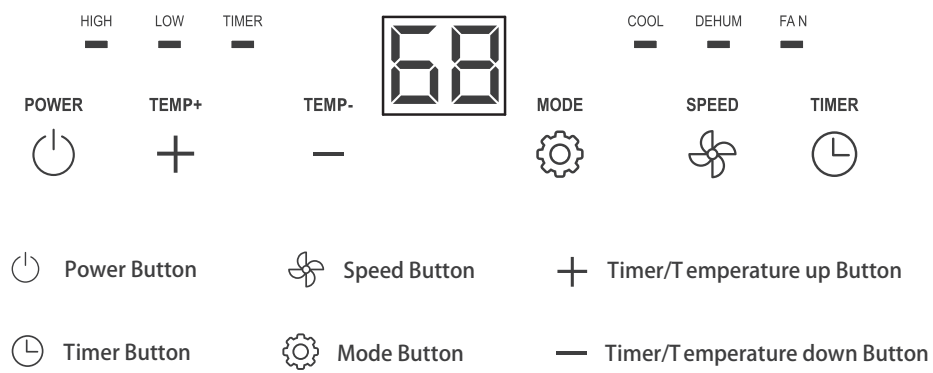 HIGH LOW TIMER COOL DEHUM FAN
68
POWER TEMP+ TEMP- MODE SPEED TIMER
Power Button Speed Button Timer/T emperature up Button
Timer Button Mode Button Timer/T emperature down Button